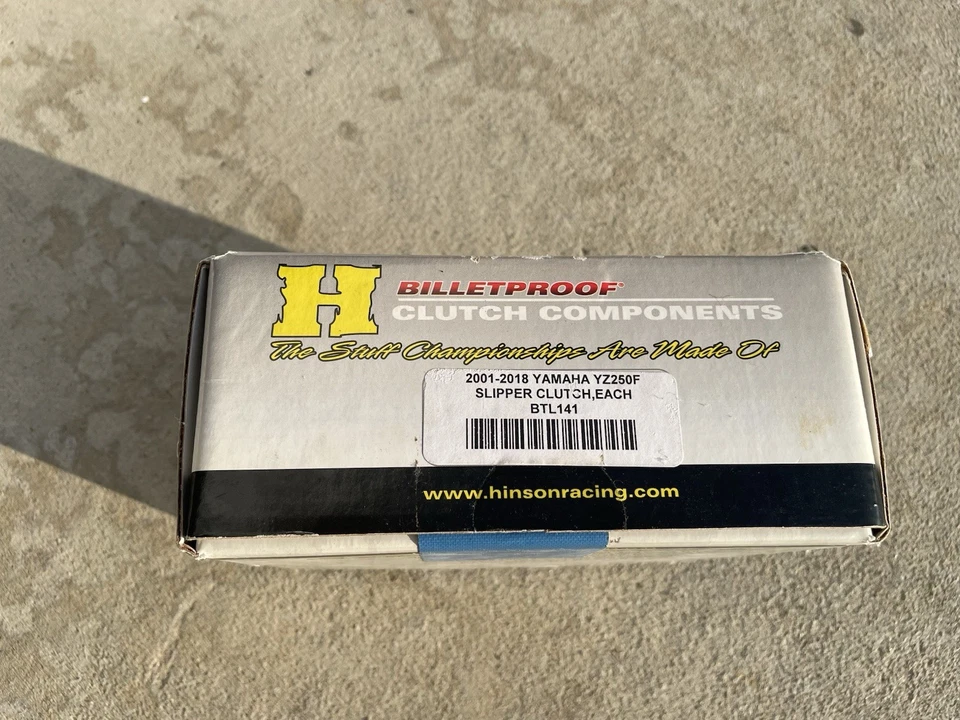 H
BILLETPROOF®
CLUTCH COMPONENTS
The Stuff Championships Are Made Of
2001-2018 YAMAHA YZ250F
SLIPPER CLUTCH,EACH
BTL141
www.hinsonracing.com